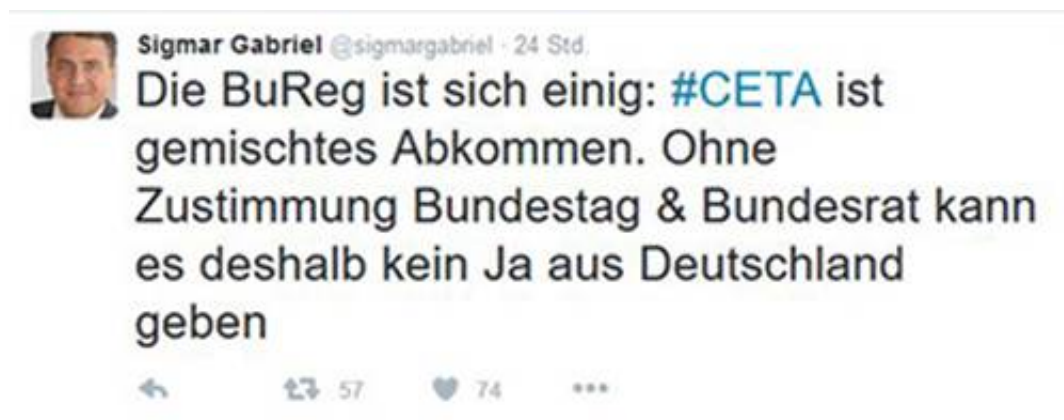 Sigmar Gabriel @sigmargabriel · 24 Std.
Die BuReg ist sich einig: #CETA ist
gemischtes Abkommen. Ohne
Zustimmung Bundestag & Bundesrat kann
es deshalb kein Ja aus Deutschland
geben
57 74